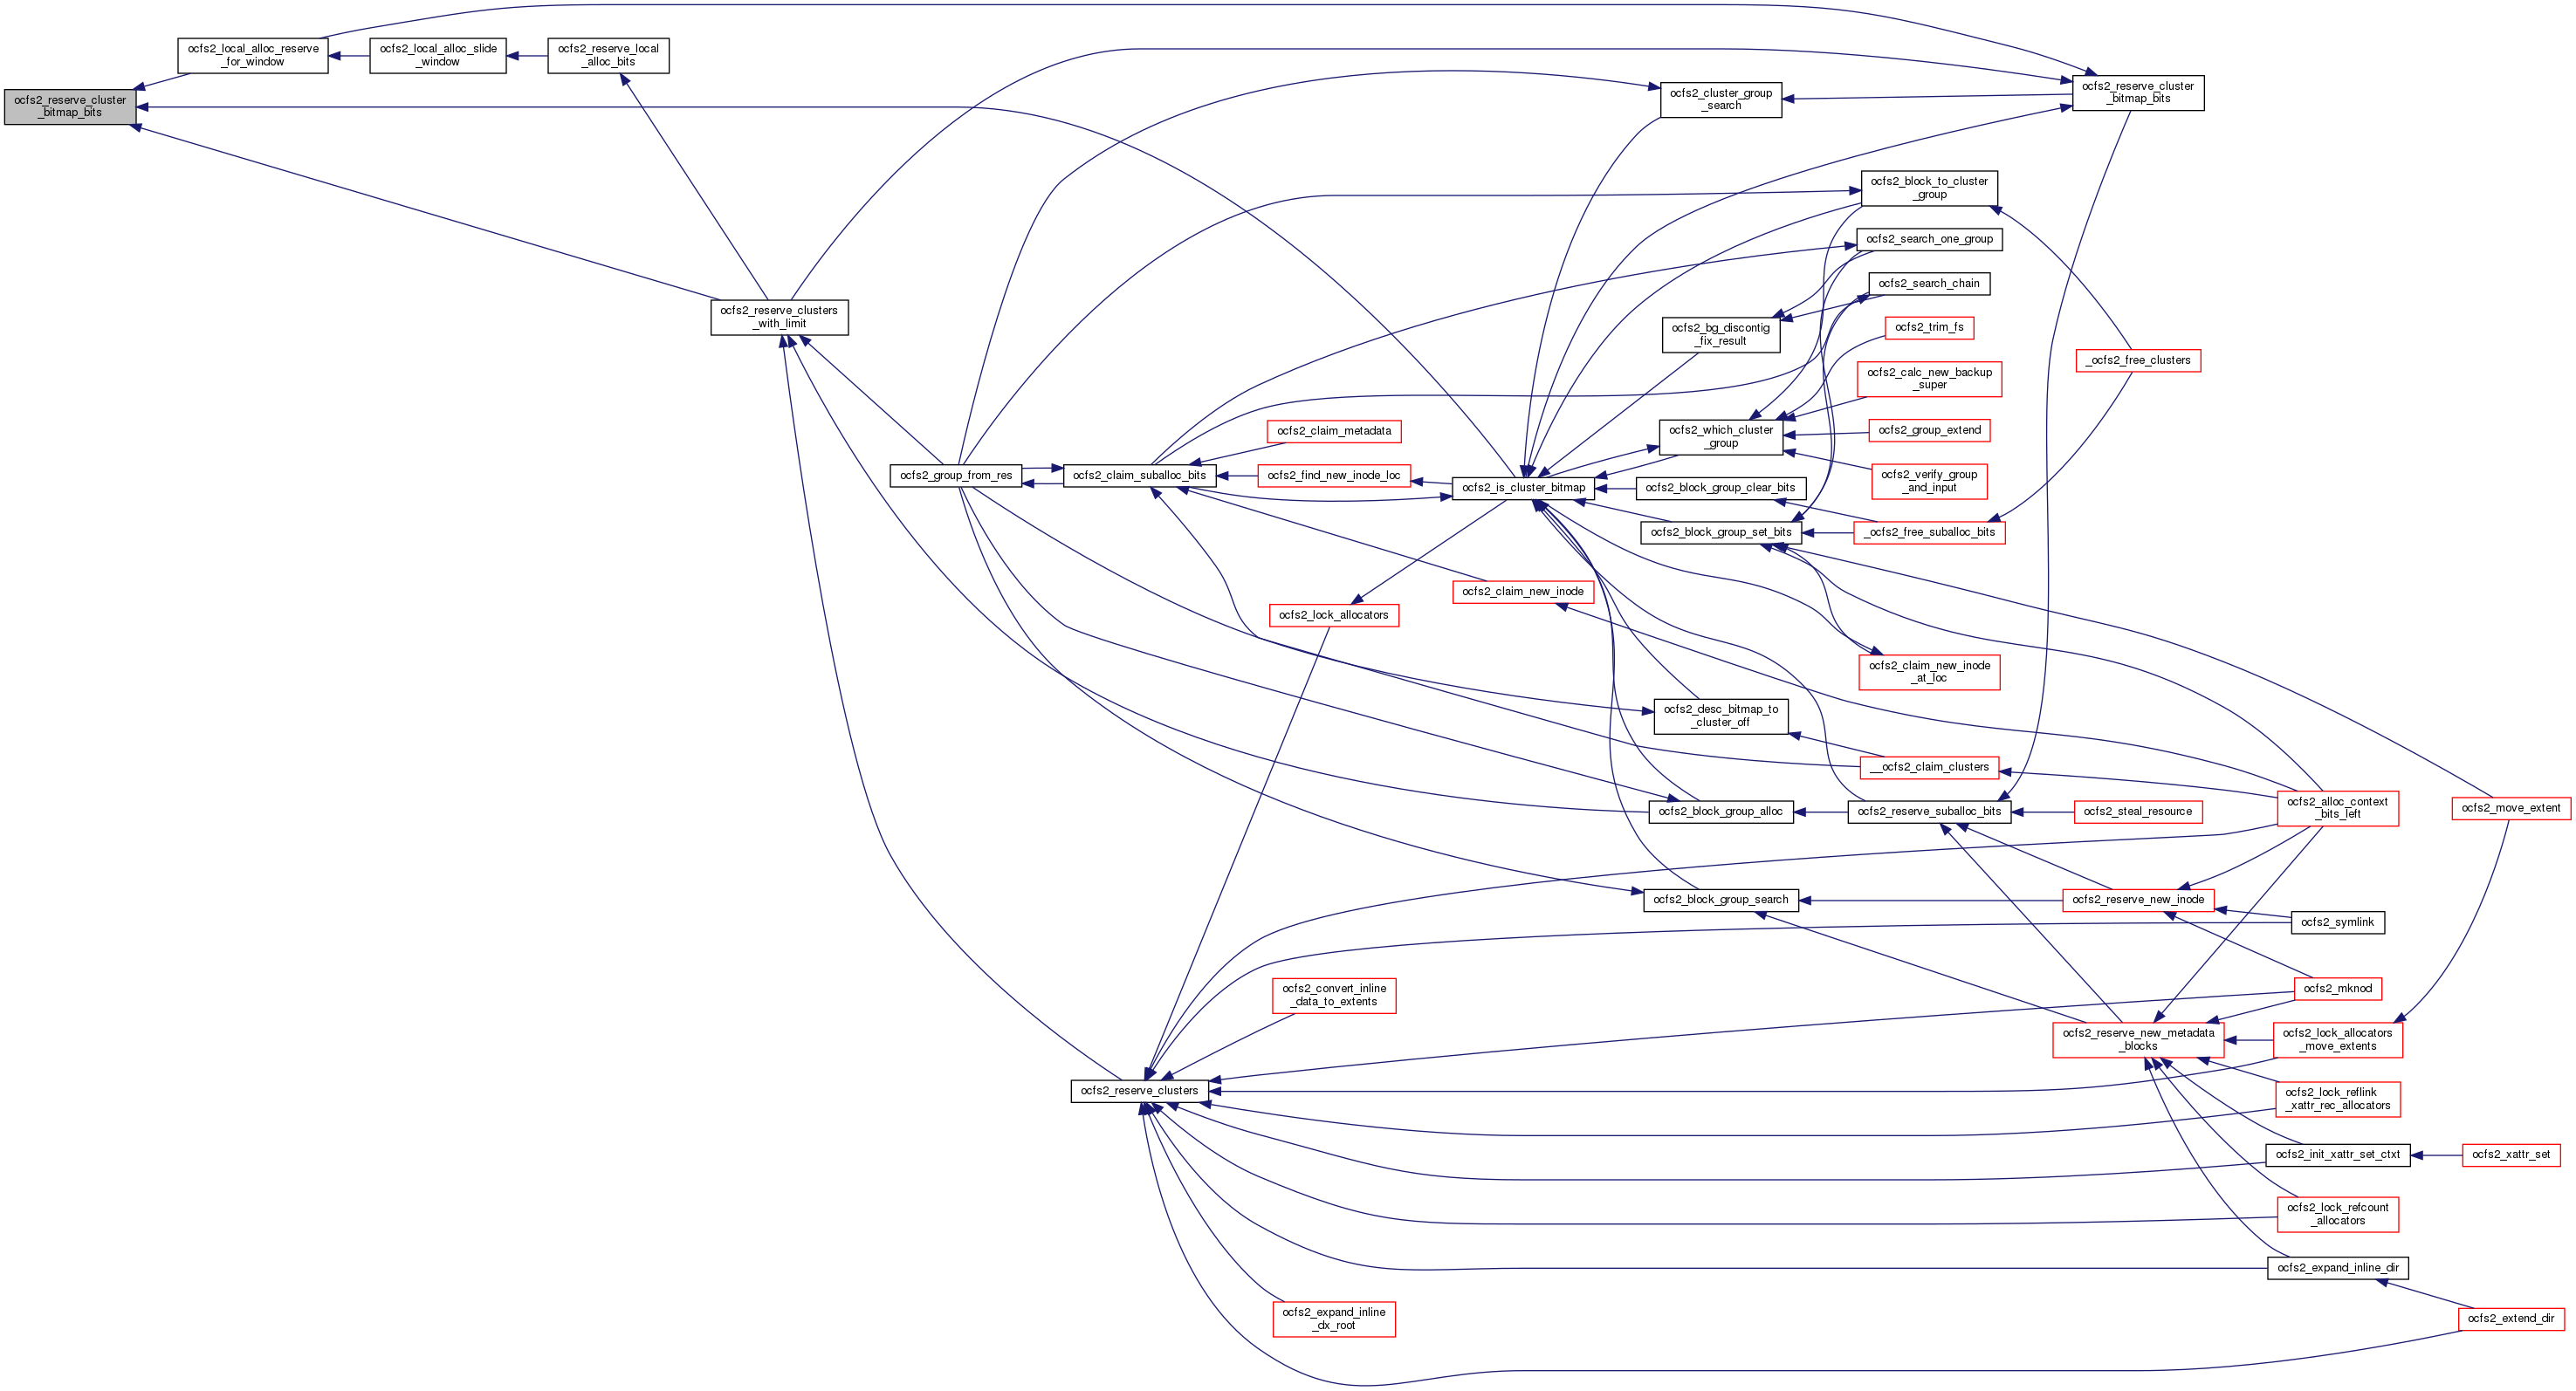 ocfs2_local_alloc_reserve
_for_window
ocfs2_local_alloc_slide
_window
ocfs2_reserve_local
_alloc_bits
ocfs2_reserve_cluster
_bitmap_bits
ocfs2_cluster_group
_search
ocfs2_reserve_cluster
_bitmap_bits
ocfs2_block_to_cluster
_group
ocfs2_search_one_group
ocfs2_search_chain
ocfs2_reserve_clusters
_with_limit
ocfs2_bg_discontig
_fix_result
ocfs2_trim_fs
_ocfs2_free_clusters
ocfs2_calc_new_backup
_super
ocfs2_claim_metadata
ocfs2_which_cluster
_group
ocfs2_group_extend
ocfs2_group_from_res
ocfs2_claim_suballoc_bits
ocfs2_find_new_inode_loc
ocfs2_is_cluster_bitmap
ocfs2_block_group_clear_bits
ocfs2_verify_group
_and_input
ocfs2_block_group_set_bits
_ocfs2_free_suballoc_bits
ocfs2_claim_new_inode
ocfs2_lock_allocators
ocfs2_claim_new_inode
_at_loc
ocfs2_desc_bitmap_to
_cluster_off
__ocfs2_claim_clusters
ocfs2_block_group_alloc
ocfs2_reserve_suballoc_bits
ocfs2_steal_resource
ocfs2_alloc_context
_bits_left
ocfs2_move_extent
ocfs2_block_group_search
ocfs2_reserve_new_inode
ocfs2_symlink
ocfs2_convert_inline
_data_to_extents
ocfs2_mknod
ocfs2_reserve_new_metadata
_blocks
ocfs2_lock_allocators
_move_extents
ocfs2_reserve_clusters
ocfs2_lock_reflink
_xattr_rec_allocators
ocfs2_init_xattr_set_ctxt
ocfs2_xattr_set
ocfs2_lock_refcount
_allocators
ocfs2_expand_inline_dir
ocfs2_expand_inline
_dx_root
ocfs2_extend_dir